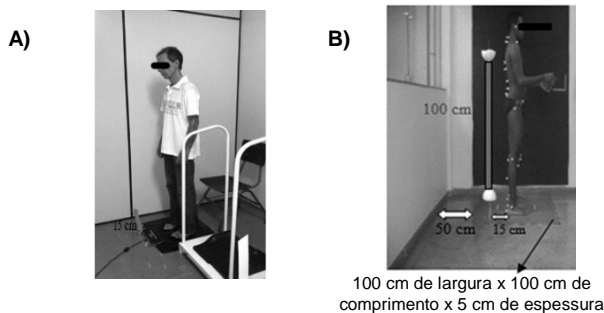 A)
B)
15 cm
100 cm
50 cm
15 cm
100 cm de largura x 100 cm de
comprimento x 5 cm de espessura